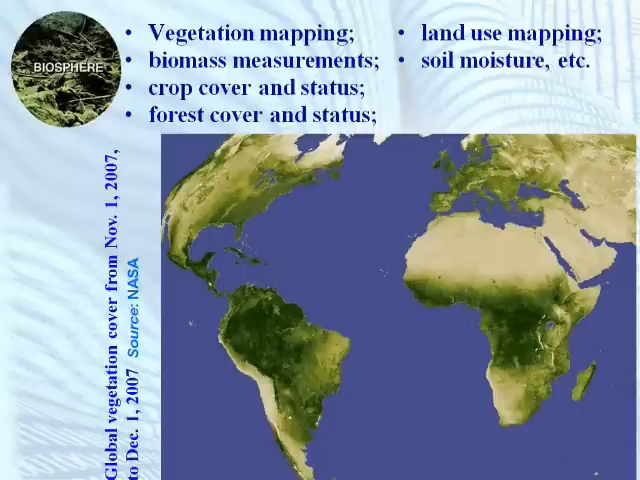 BIOSPHERE
• Vegetation mapping;
• biomass measurements;
• crop cover and status;
• forest cover and status;
• land use mapping;
• soil moisture, etc.
Global vegetation cover from Nov. 1, 2007,
to Dec. 1, 2007 Source: NASA